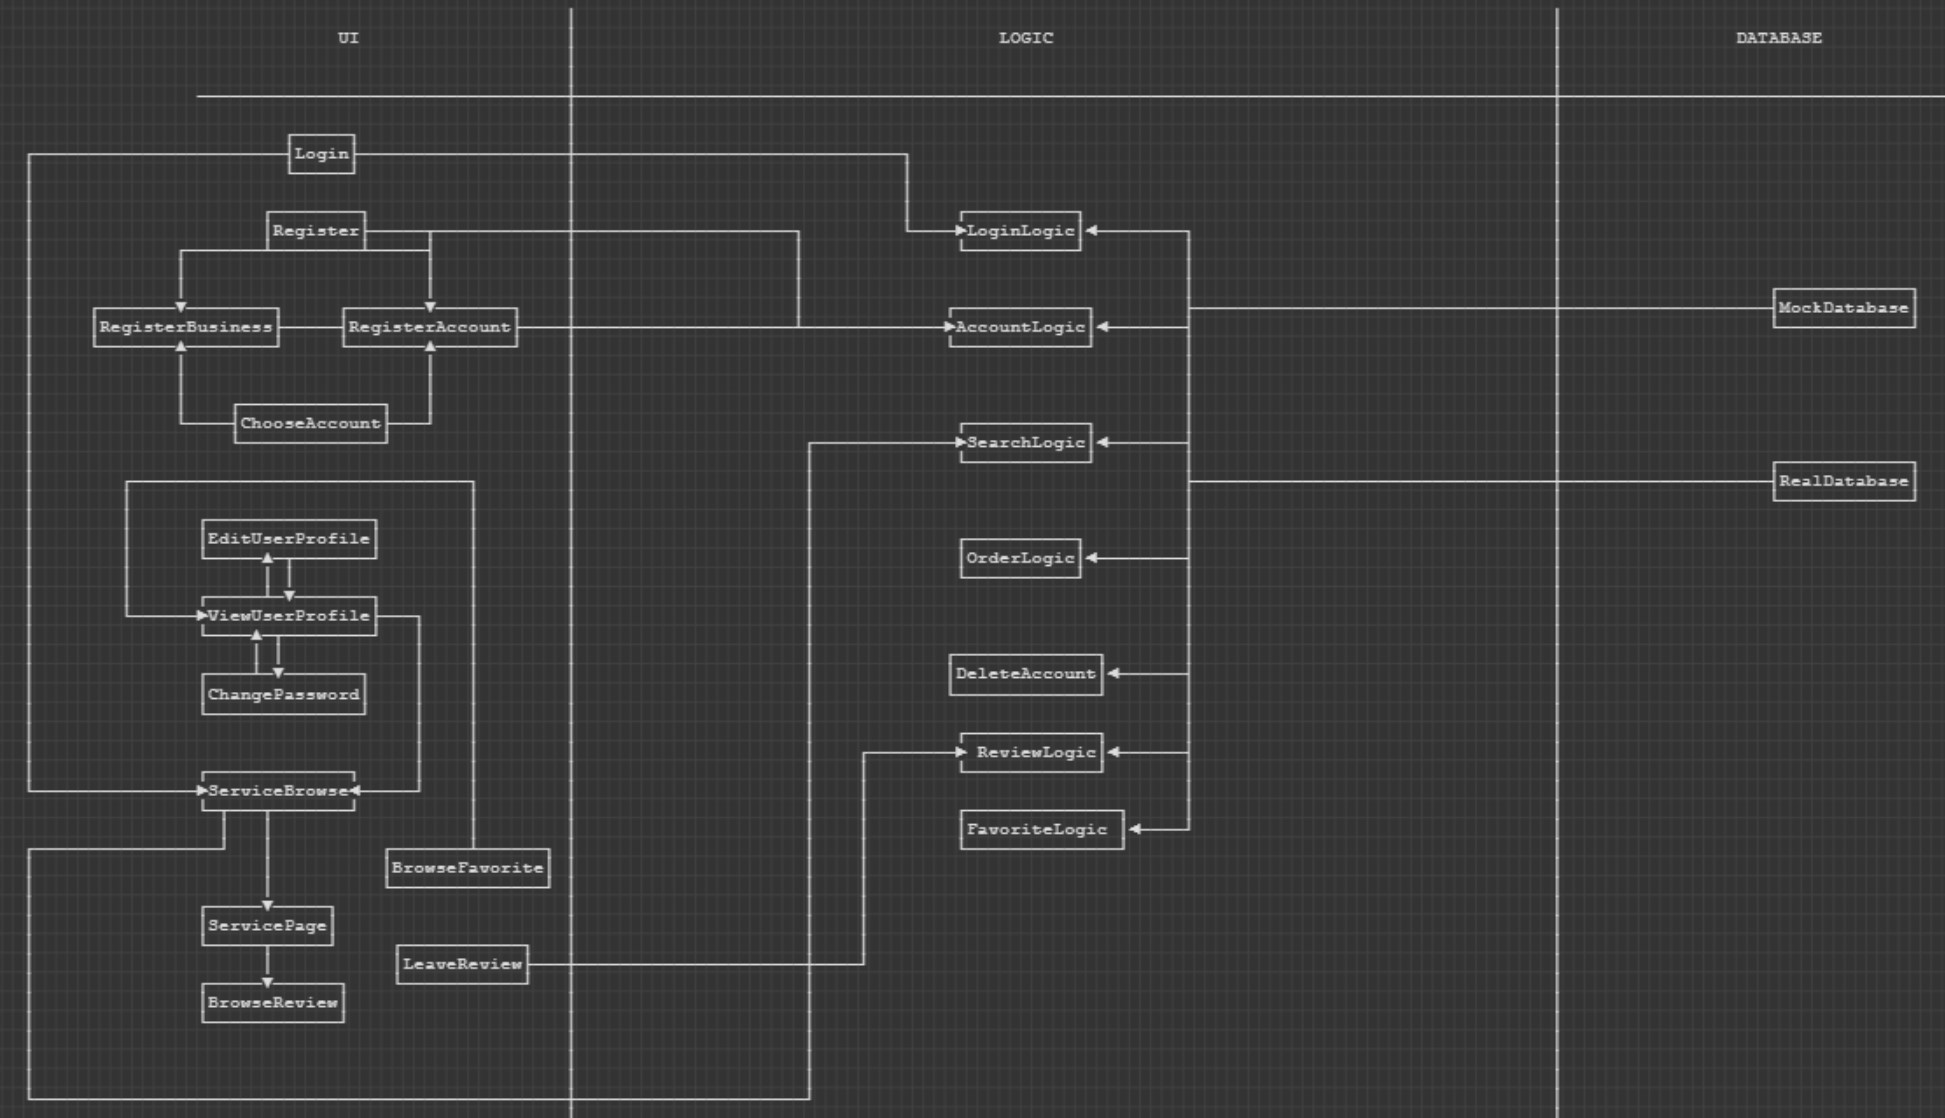 UI
LOGIC
DATABASE
Login
Register
LoginLogic
MockDatabase
RegisterBusiness
RegisterAccount
AccountLogic
ChooseAccount
SearchLogic
RealDatabase
EditUserProfile
OrderLogic
ViewUserProfile
DeleteAccount
ChangePassword
ReviewLogic
ServiceBrowse
FavoriteLogic
BrowseFavorite
ServicePage
LeaveReview
BrowseReview